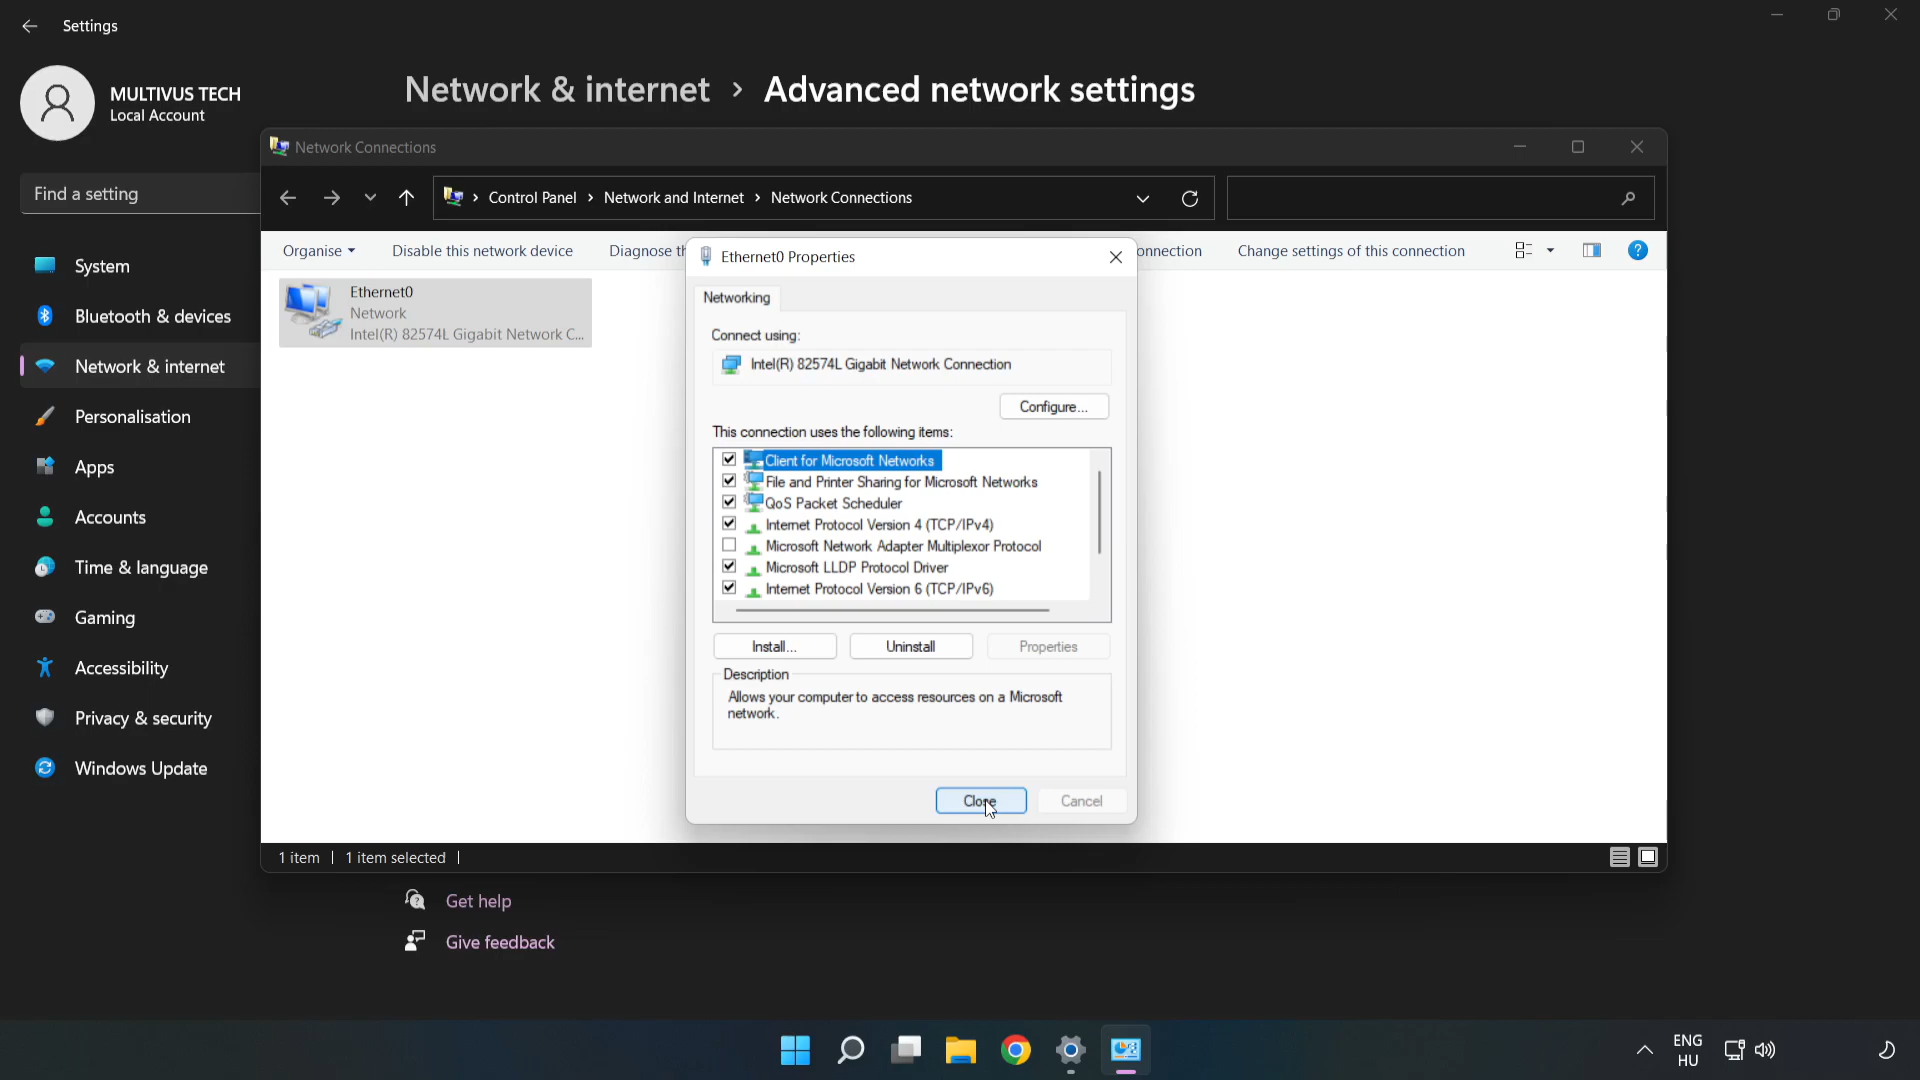 Settings
MULTIVUS TECH
Local Account
Find a setting
System
Bluetooth & devices
Network & internet
Personalisation
Apps
Accounts
Time & language
Gaming
Accessibility
Privacy & security
Windows Update
Network & internet › Advanced network settings
Network Connections
Control Panel › Network and Internet › Network Connections
Organise
Disable this network device
Diagnose th
onnection
Change settings of this connection
Ethernet0
Network
Intel(R) 82574L Gigabit Network C...
Ethernet0 Properties
Networking
Connect using:
Intel(R) 82574L Gigabit Network Connection
Configure...
This connection uses the following items:
Client for Microsoft Networks
File and Printer Sharing for Microsoft Networks
QoS Packet Scheduler
Internet Protocol Version 4 (TCP/IPv4)
Microsoft Network Adapter Multiplexor Protocol
Microsoft LLDP Protocol Driver
Internet Protocol Version 6 (TCP/IPv6)
Install...
Uninstall
Properties
Description
Allows your computer to access resources on a Microsoft
network.
Close
Cancel
1 item
1 item selected
Get help
Give feedback
ENG
HU